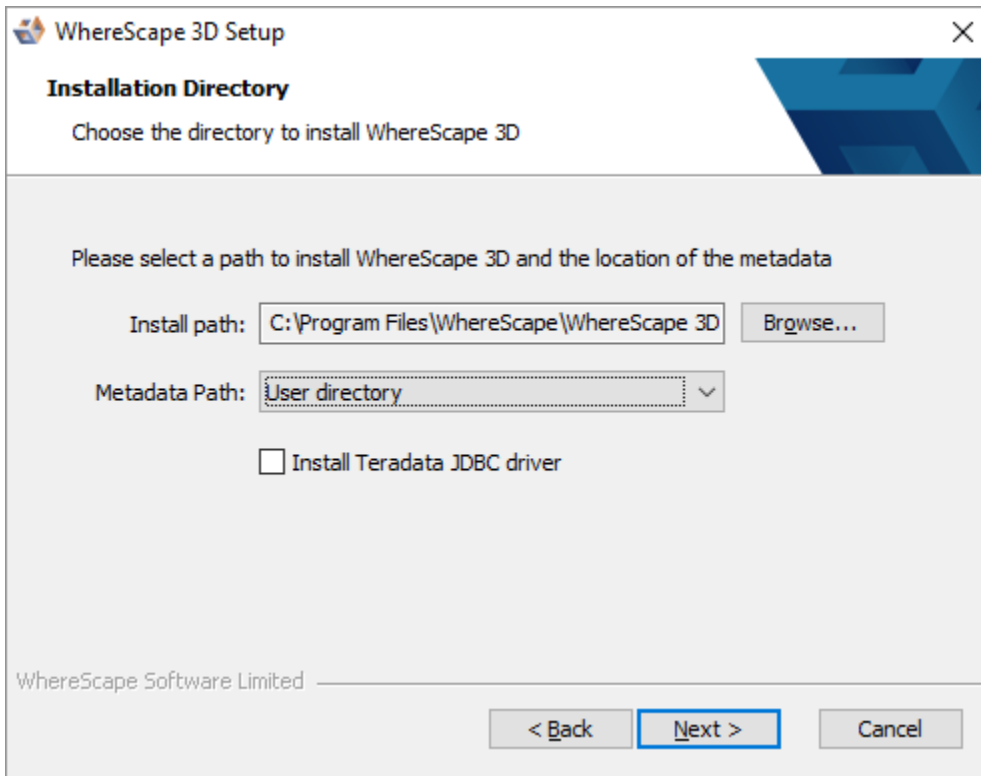 WhereScape 3D Setup
Installation Directory
Choose the directory to install WhereScape 3D
Please select a path to install WhereScape 3D and the location of the metadata
Install path: C:\Program Files\WhereScape\WhereScape 3D Browse...
Metadata Path: User directory
Install Teradata JDBC driver
WhereScape Software Limited
< Back Next > Cancel